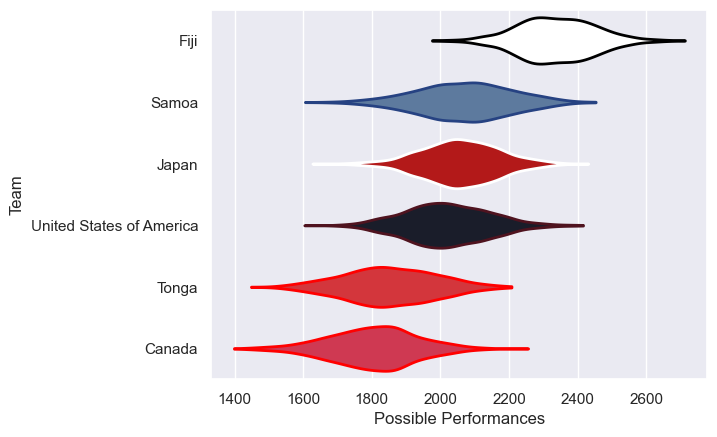 Fiji
Samoa
Japan
United States of America
Tonga
Canada
Team
1400 1600 1800 2000 2200 2400 2600
Possible Performances